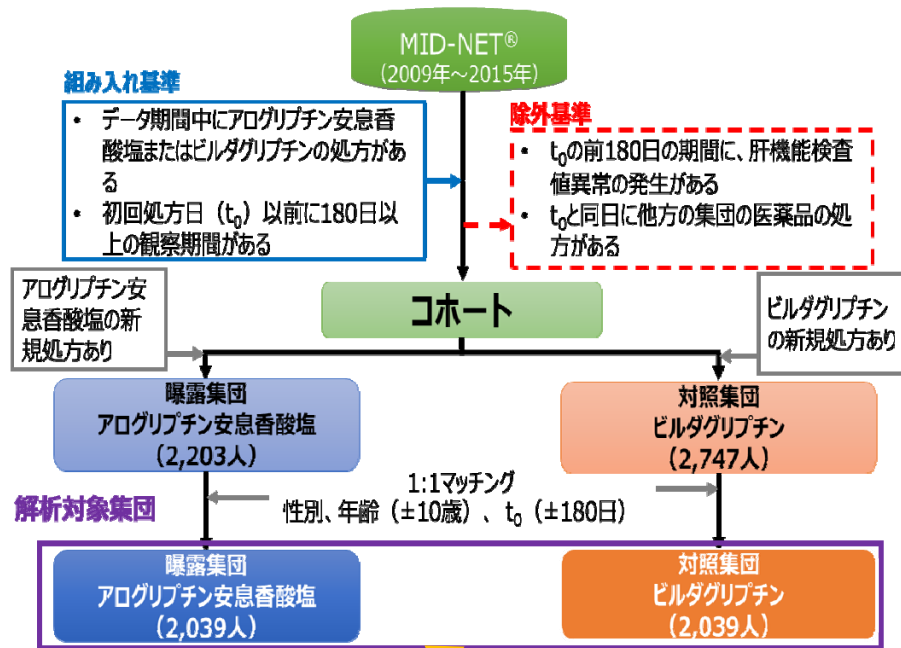 MID-NET®
(2009年～2015年)
組み入れ基準
• データ期間中にアログリプチン安息香
酸塩またはビルダグリプチンの処方があ
る
• 初回処方日（t0）以前に180日以
上の観察期間がある
除外基準
• t0の前180日の期間に、肝機能検査
値異常の発生がある
• t0と同日に他方の集団の医薬品の処
方がある
アログリプチン安
息香酸塩の新
規処方あり
コホート
ビルダグリプチン
の新規処方あり
曝露集団
アログリプチン安息香酸塩
（2,203人）
対照集団
ビルダグリプチン
（2,747人）
1:1マッチング
性別、年齢（±10歳）、t0（±180日）
解析対象集団
曝露集団
アログリプチン安息香酸塩
（2,039人）
対照集団
ビルダグリプチン
（2,039人）